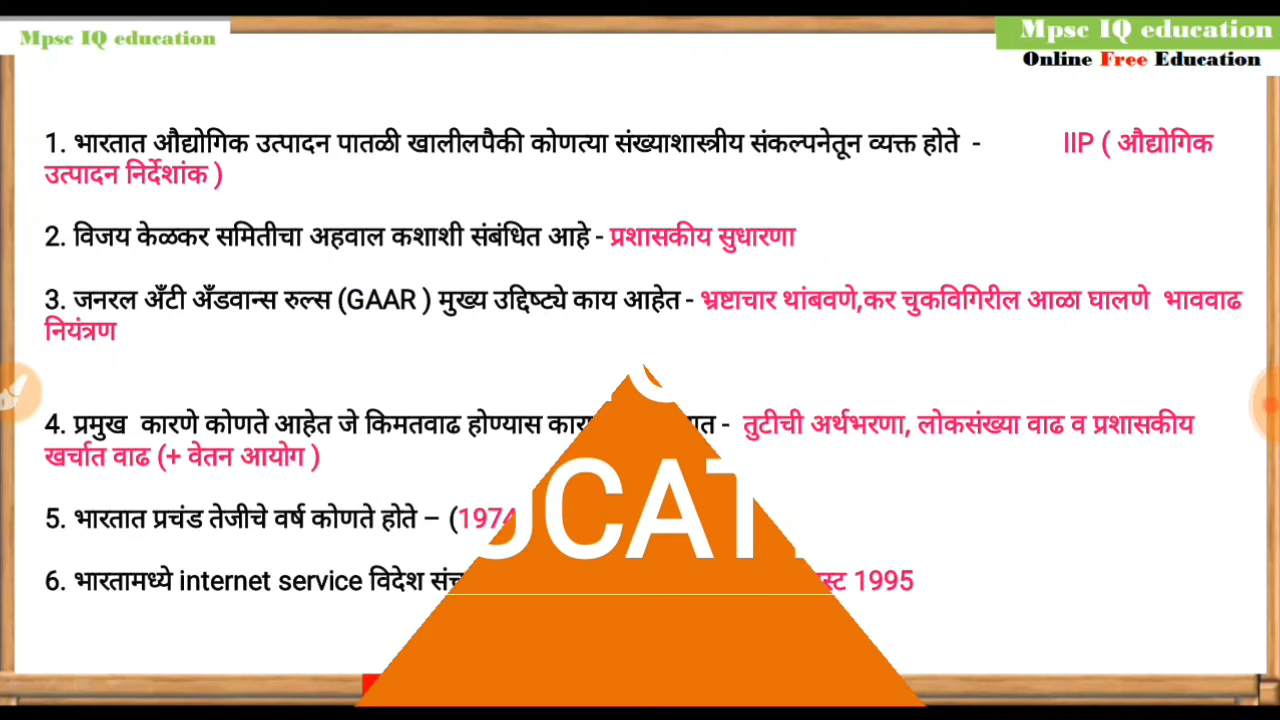 Mpsc IQ education
Mpsc IQ education
Online Free Education
1. भारतात औद्योगिक उत्पादन पातळी खालीलपैकी कोणत्या संख्याशास्त्रीय संकल्पनेतून व्यक्त होते - IIP ( औद्योगिक
उत्पादन निर्देशांक )
2. विजय केळकर समितीचा अहवाल कशाशी संबंधित आहे - प्रशासकीय सुधारणा
3. जनरल अँटी अँडवान्स रुल्स (GAAR ) मुख्य उद्दिष्ट्ये काय आहेत - भ्रष्टाचार थांबवणे,कर चुकविगिरील आळा घालणे भाववाढ
नियंत्रण
4. प्रमुख कारणे कोणते आहेत जे किमतवाढ होण्यास - तुटीची अर्थभरणा, लोकसंख्या वाढ व प्रशासकीय
खर्चात वाढ (+ वेतन आयोग )
5. भारतात प्रचंड तेजीचे वर्ष कोणते होते – (1974
6. भारतामध्ये internet service विदेश 1995